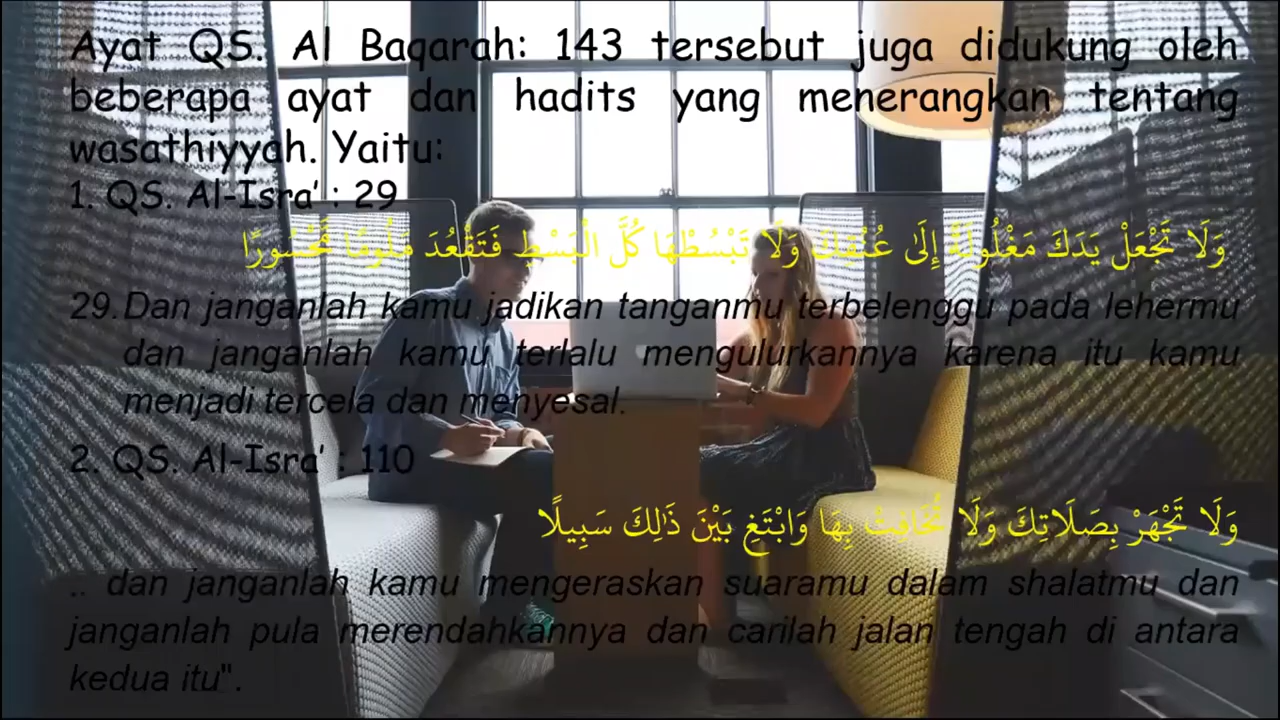 Ayat QS. Al Baqarah: 143 tersebut juga didukung oleh
beberapa ayat dan hadits yang menerangkan tentang
wasathiyyah. Yaitu:
1. QS. Al-Isra' : 29
وَلَا تَجْعَلْ يَدَكَ مَغْلُولَةً إِلَىٰ عُنُقِكَ وَلَا تَبْسُطْهَا كُلَّ الْبَسْطِ فَتَقْعُدَ مَلُومًا مَّحْسُورًا
29. Dan janganlah kamu jadikan tanganmu terbelenggu pada lehermu
dan janganlah kamu terlalu mengulurkannya karena itu kamu
menjadi tercela dan menyesal.
2. QS. Al-Isra' : 110
وَلَا تَجْهَرْ بِصَلَاتِكَ وَلَا تُخَافِتْ بِهَا وَابْتَغِ بَيْنَ ذَٰلِكَ سَبِيلًا
.. dan janganlah kamu mengeraskan suaramu dalam shalatmu dan
janganlah pula merendahkannya dan carilah jalan tengah di antara
kedua itu".